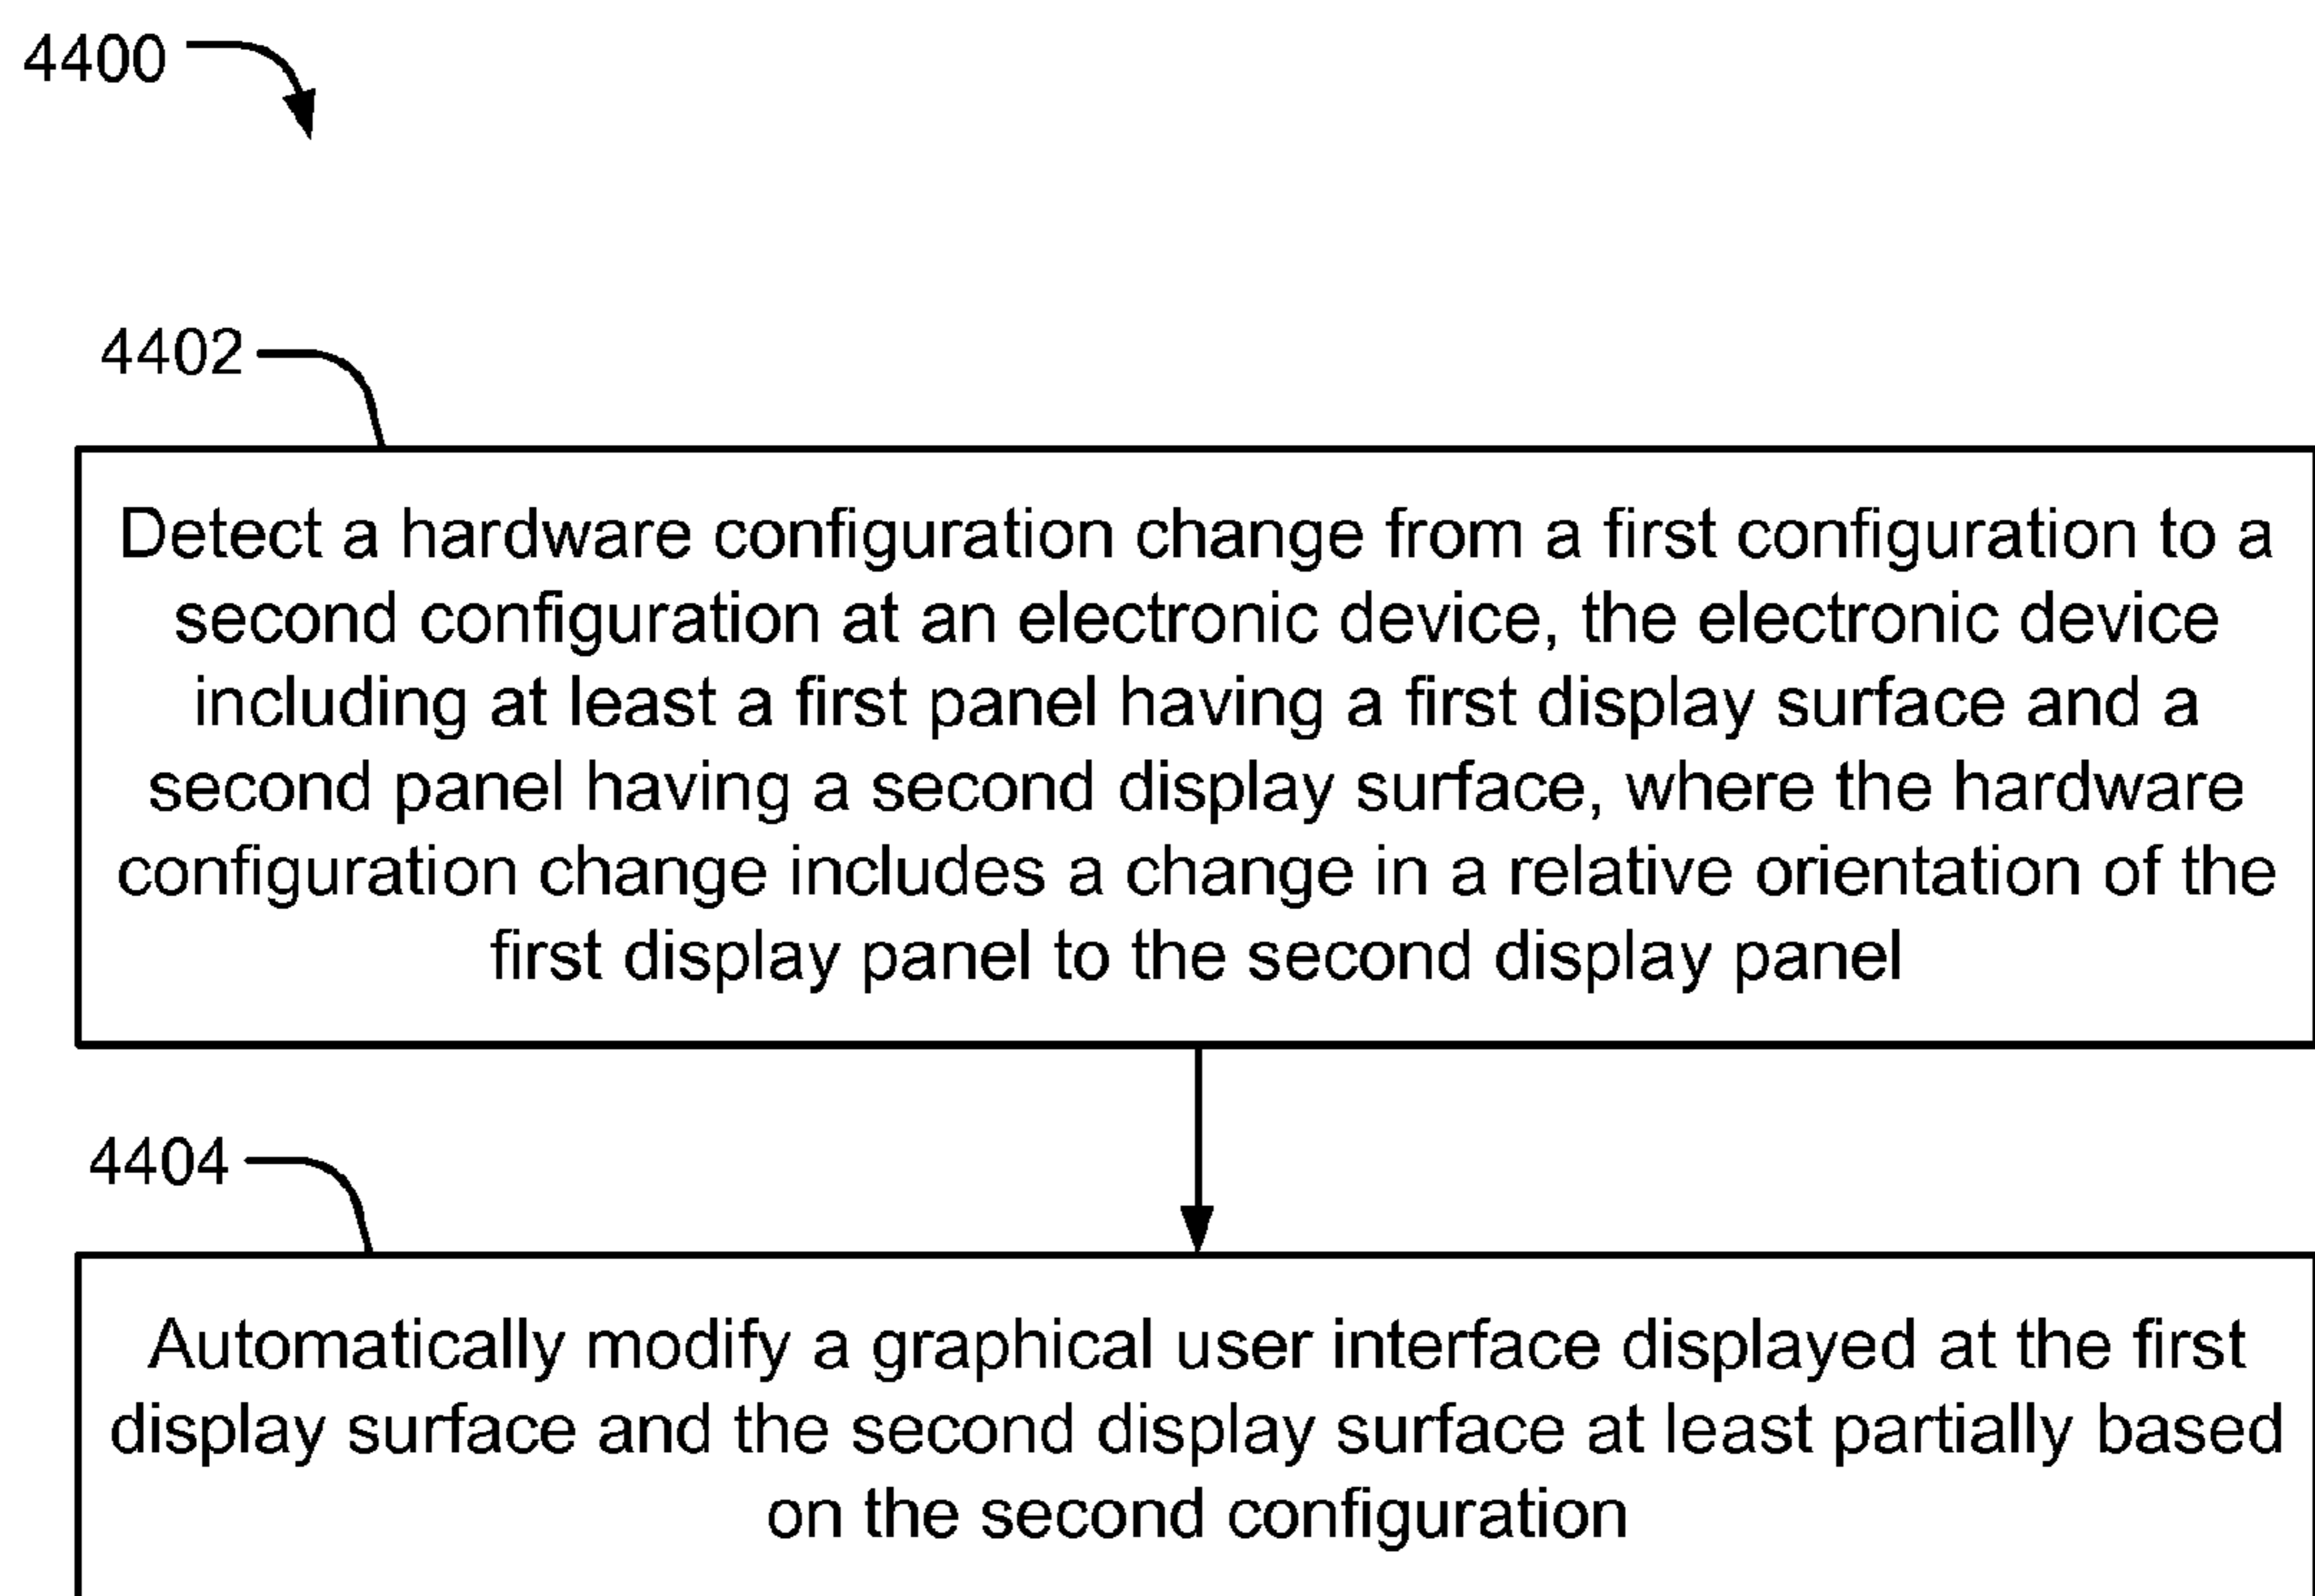 4400
4402
Detect a hardware configuration change from a first configuration to a
second configuration at an electronic device, the electronic device
including at least a first panel having a first display surface and a
second panel having a second display surface, where the hardware
configuration change includes a change in a relative orientation of the
first display panel to the second display panel
4404
Automatically modify a graphical user interface displayed at the first
display surface and the second display surface at least partially based
on the second configuration